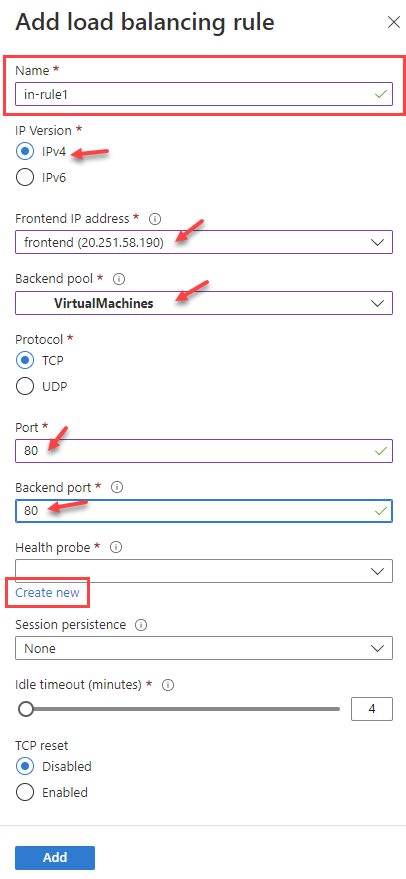 Add load balancing rule
Name *
in-rule1
IP Version *
IPv4
IPv6
Frontend IP address *
frontend (20.251.58.190)
Backend pool *
VirtualMachines
Protocol *
TCP
UDP
Port *
80
Backend port *
80
Health probe *
Create new
Session persistence
None
Idle timeout (minutes) *
4
TCP reset
Disabled
Enabled
Add